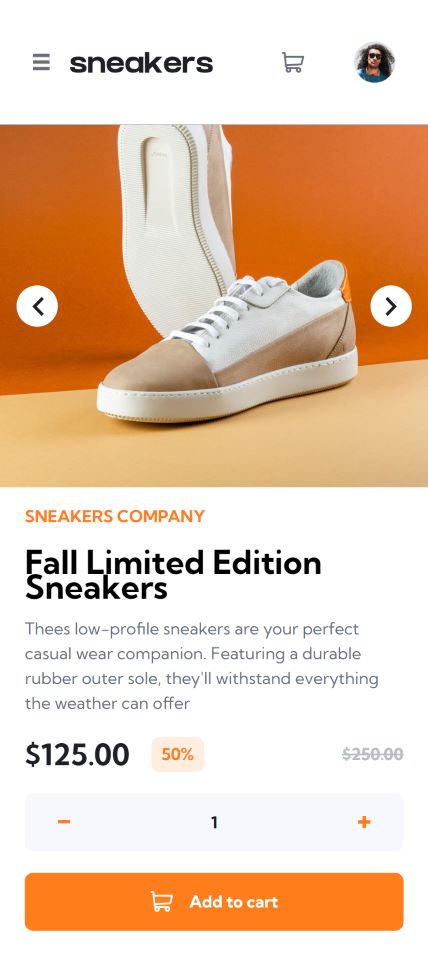 sneakers
SNEAKERS COMPANY
Fall Limited Edition
Sneakers
Thees low-profile sneakers are your perfect
casual wear companion. Featuring a durable
rubber outer sole, they'll withstand everything
the weather can offer
$125.00 50% $250.00
− 1 +
Add to cart